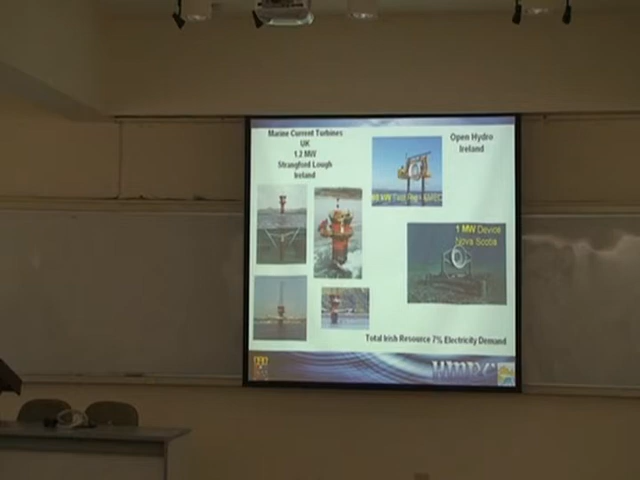 Marine Current Turbines
UK
1.2 MW
Strangford Lough
Ireland
Open Hydro
Ireland
1 MW Device
Nova Scotia
Total Irish Resource 7% Electricity Demand
HMRC